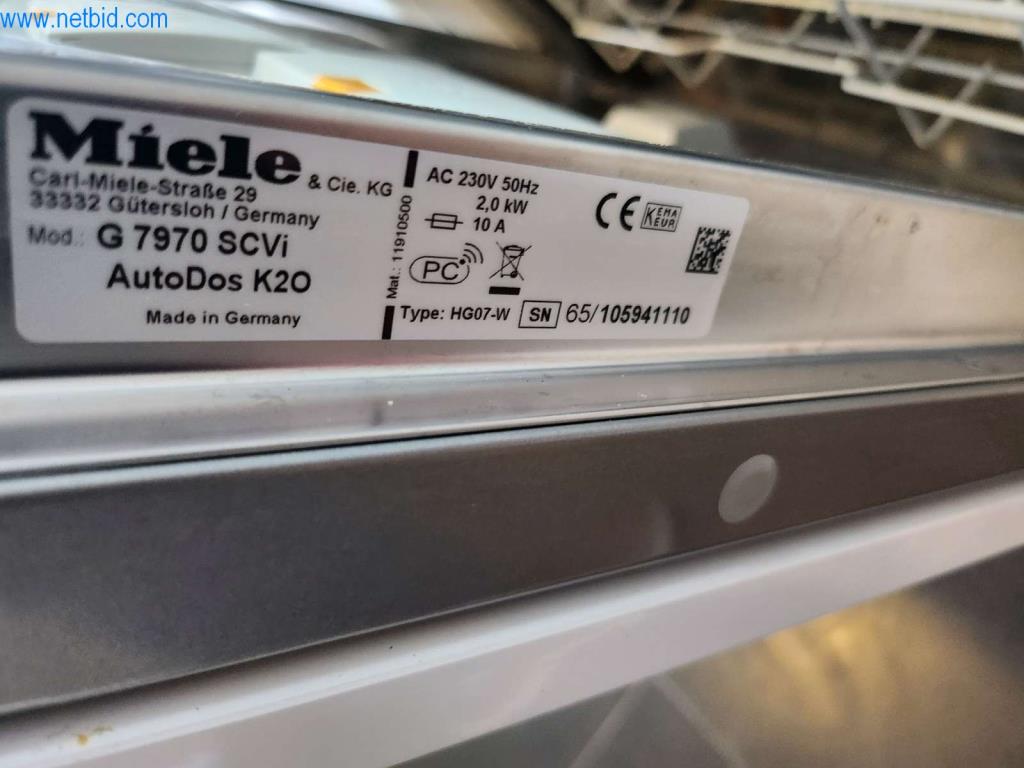 www.netbid.com
Miele & Cie. KG
Carl-Miele-Straße 29
33332 Gütersloh / Germany
Mod.: G 7970 SCVi
AutoDos K2O
Made in Germany
Mat.: 11910500
AC 230V 50Hz
2,0 kW
10 A
PC
CE
KEMA
KEUR
Type: HG07-W SN 65/105941110